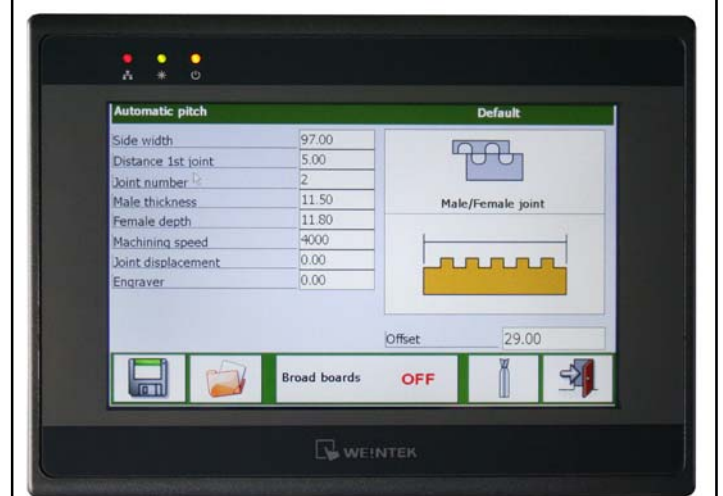 Automatic pitch Default
Side width 97.00
Distance 1st joint 5.00
Joint number 2
Male thickness 11.50
Female depth 11.80
Machining speed 4000
Joint displacement 0.00
Engraver 0.00
Male/Female joint
Offset 29.00
Broad boards OFF
WEINTEK